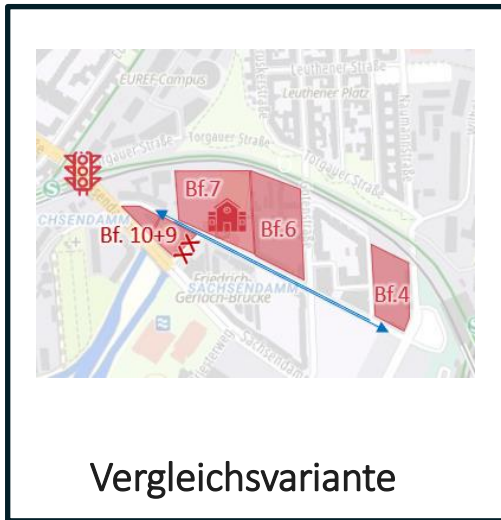 EUREF-Campus
Leuthener Straße
Leuthener Platz
Torgauer Straße
Torgauer Straße
Naumannstraße
Bf.7
Bf.6
Bf. 10+9
SACHSENDAMM
Bf.4
Friedrich-
Gerlach-Brücke
Sachsendamm
Vergleichsvariante